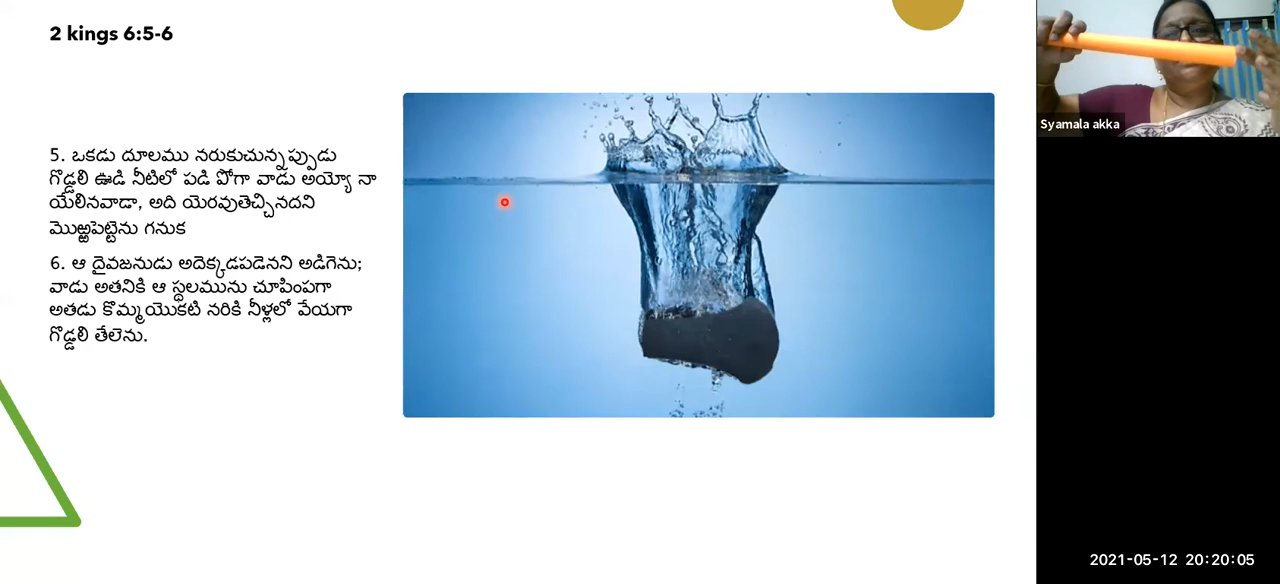 2 kings 6:5-6
5. ఒకడు దూలము నరుకుచున్నప్పుడు
గొడ్డలి ఊడి నీటిలో పడి పోగా వాడు అయ్యో నా
యేలినవాడా, అది యెరవుతెచ్చినదని
మొఱ్ఱపెట్టెను గనుక
6. ఆ దైవజనుడు అదెక్కడపడెనని అడిగెను;
వాడు అతనికి ఆ స్థలమును చూపింపగా
అతడు కొమ్మయొకటి నరికి నీళ్లలో వేయగా
గొడ్డలి తేలెను.
Syamala akka
2021-05-12 20:20:05